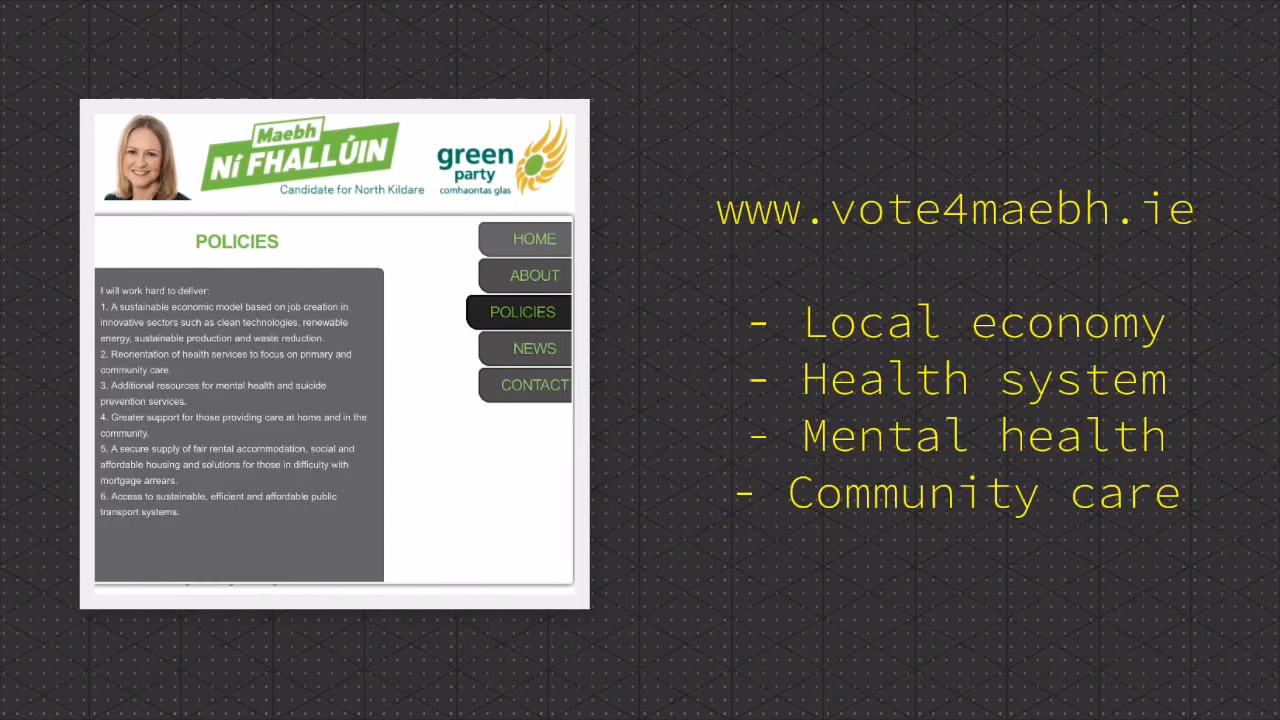 Maebh
Ní FHALLÚIN
Candidate for North Kildare
green
party
comhaontas glas
POLICIES
I will work hard to deliver:
1. A sustainable economic model based on job creation in
innovative sectors such as clean technologies, renewable
energy, sustainable production and waste reduction.
2. Reorientation of health services to focus on primary and
community care.
3. Additional resources for mental health and suicide
prevention services.
4. Greater support for those providing care at home and in the
community.
5. A secure supply of fair rental accommodation, social and
affordable housing and solutions for those in difficulty with
mortgage arrears.
6. Access to sustainable, efficient and affordable public
transport systems.
HOME
ABOUT
POLICIES
NEWS
CONTACT
www.vote4maebh.ie
- Local economy
- Health system
- Mental health
- Community care